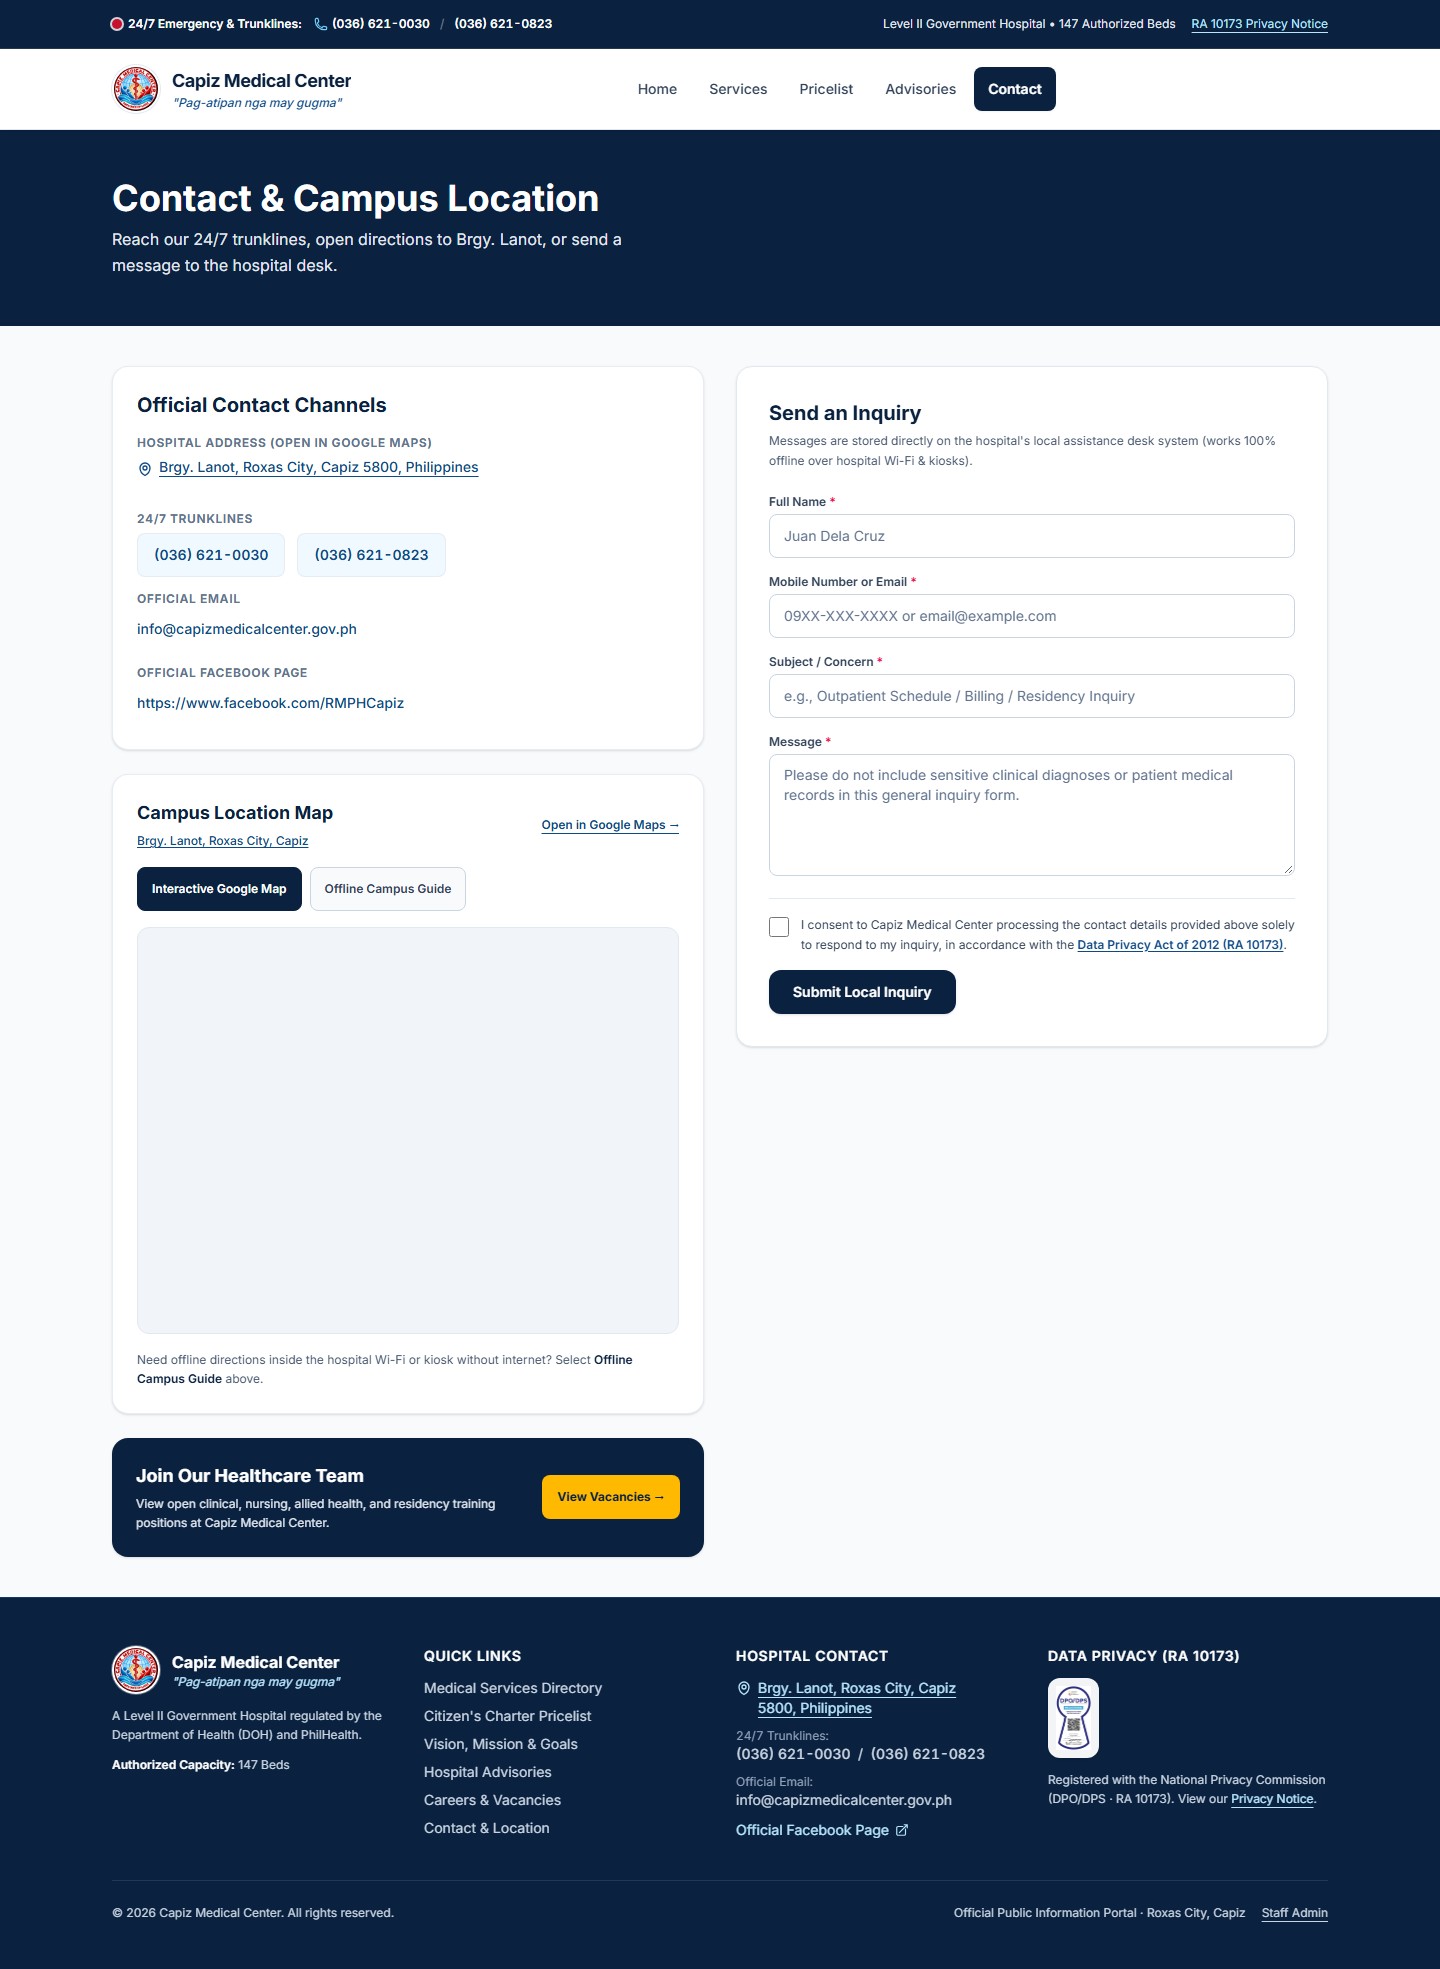 24/7 Emergency & Trunklines: (036) 621-0030 / (036) 621-0823
Level II Government Hospital • 147 Authorized Beds RA 10173 Privacy Notice
Capiz Medical Center
"Pag-atipan nga may gugma"
Home Services Pricelist Advisories Contact
Contact & Campus Location
Reach our 24/7 trunklines, open directions to Brgy. Lanot, or send a
message to the hospital desk.
Official Contact Channels
HOSPITAL ADDRESS (OPEN IN GOOGLE MAPS)
Brgy. Lanot, Roxas City, Capiz 5800, Philippines
24/7 TRUNKLINES
(036) 621-0030 (036) 621-0823
OFFICIAL EMAIL
info@capizmedicalcenter.gov.ph
OFFICIAL FACEBOOK PAGE
https://www.facebook.com/RMPHCapiz
Campus Location Map
Brgy. Lanot, Roxas City, Capiz
Open in Google Maps →
Interactive Google Map Offline Campus Guide
Need offline directions inside the hospital Wi-Fi or kiosk without internet? Select Offline
Campus Guide above.
Join Our Healthcare Team
View open clinical, nursing, allied health, and residency training
positions at Capiz Medical Center.
View Vacancies →
Send an Inquiry
Messages are stored directly on the hospital's local assistance desk system (works 100%
offline over hospital Wi-Fi & kiosks).
Full Name *
Juan Dela Cruz
Mobile Number or Email *
09XX-XXX-XXXX or email@example.com
Subject / Concern *
e.g., Outpatient Schedule / Billing / Residency Inquiry
Message *
Please do not include sensitive clinical diagnoses or patient medical
records in this general inquiry form.
I consent to Capiz Medical Center processing the contact details provided above solely
to respond to my inquiry, in accordance with the Data Privacy Act of 2012 (RA 10173).
Submit Local Inquiry
Capiz Medical Center
"Pag-atipan nga may gugma"
A Level II Government Hospital regulated by the
Department of Health (DOH) and PhilHealth.
Authorized Capacity: 147 Beds
QUICK LINKS
Medical Services Directory
Citizen's Charter Pricelist
Vision, Mission & Goals
Hospital Advisories
Careers & Vacancies
Contact & Location
HOSPITAL CONTACT
Brgy. Lanot, Roxas City, Capiz
5800, Philippines
24/7 Trunklines:
(036) 621-0030 / (036) 621-0823
Official Email:
info@capizmedicalcenter.gov.ph
Official Facebook Page
DATA PRIVACY (RA 10173)
DPO/DPS
Registered with the National Privacy Commission
(DPO/DPS · RA 10173). View our Privacy Notice.
© 2026 Capiz Medical Center. All rights reserved.
Official Public Information Portal · Roxas City, Capiz Staff Admin